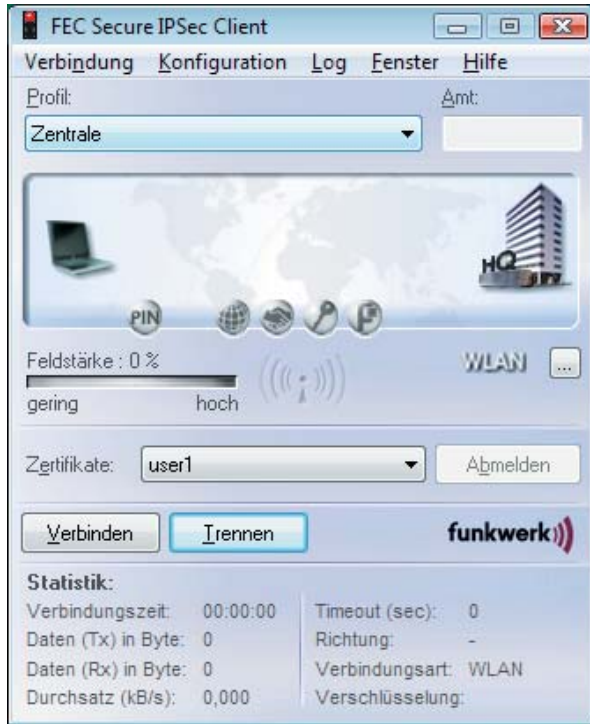 FEC Secure IPSec Client
Verbindung Konfiguration Log Fenster Hilfe
Profil: Amt:
Zentrale
HQ
PIN
Feldstärke : 0 % WLAN ...
gering hoch
Zertifikate: user1 Abmelden
Verbinden Trennen funkwerk
Statistik:
Verbindungszeit: 00:00:00 Timeout (sec): 0
Daten (Tx) in Byte: 0 Richtung: -
Daten (Rx) in Byte: 0 Verbindungsart: WLAN
Durchsatz (kB/s): 0,000 Verschlüsselung: